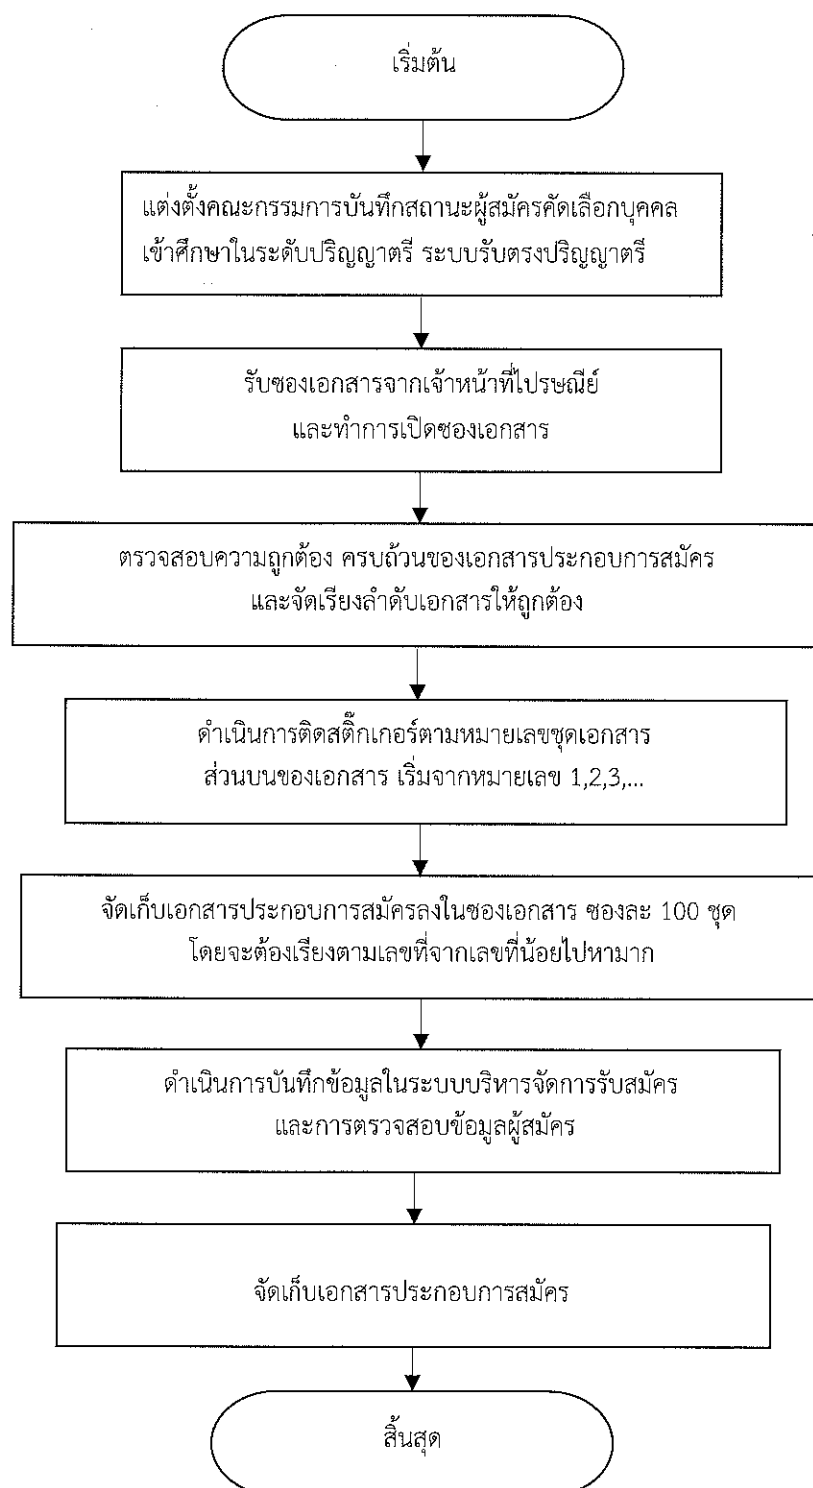 เริ่มต้น
แต่งตั้งคณะกรรมการบันทึกสถานะผู้สมัครคัดเลือกบุคคล
เข้าศึกษาในระดับปริญญาตรี ระบบรับตรงปริญญาตรี
รับซองเอกสารจากเจ้าหน้าที่ไปรษณีย์
และทำการเปิดซองเอกสาร
ตรวจสอบความถูกต้อง ครบถ้วนของเอกสารประกอบการสมัคร
และจัดเรียงลำดับเอกสารให้ถูกต้อง
ดำเนินการติดสติ๊กเกอร์ตามหมายเลขชุดเอกสาร
ส่วนบนของเอกสาร เริ่มจากหมายเลข 1,2,3,...
จัดเก็บเอกสารประกอบการสมัครลงในซองเอกสาร ซองละ 100 ชุด
โดยจะต้องเรียงตามเลขที่จากเลขที่น้อยไปหามาก
ดำเนินการบันทึกข้อมูลในระบบบริหารจัดการรับสมัคร
และการตรวจสอบข้อมูลผู้สมัคร
จัดเก็บเอกสารประกอบการสมัคร
สิ้นสุด